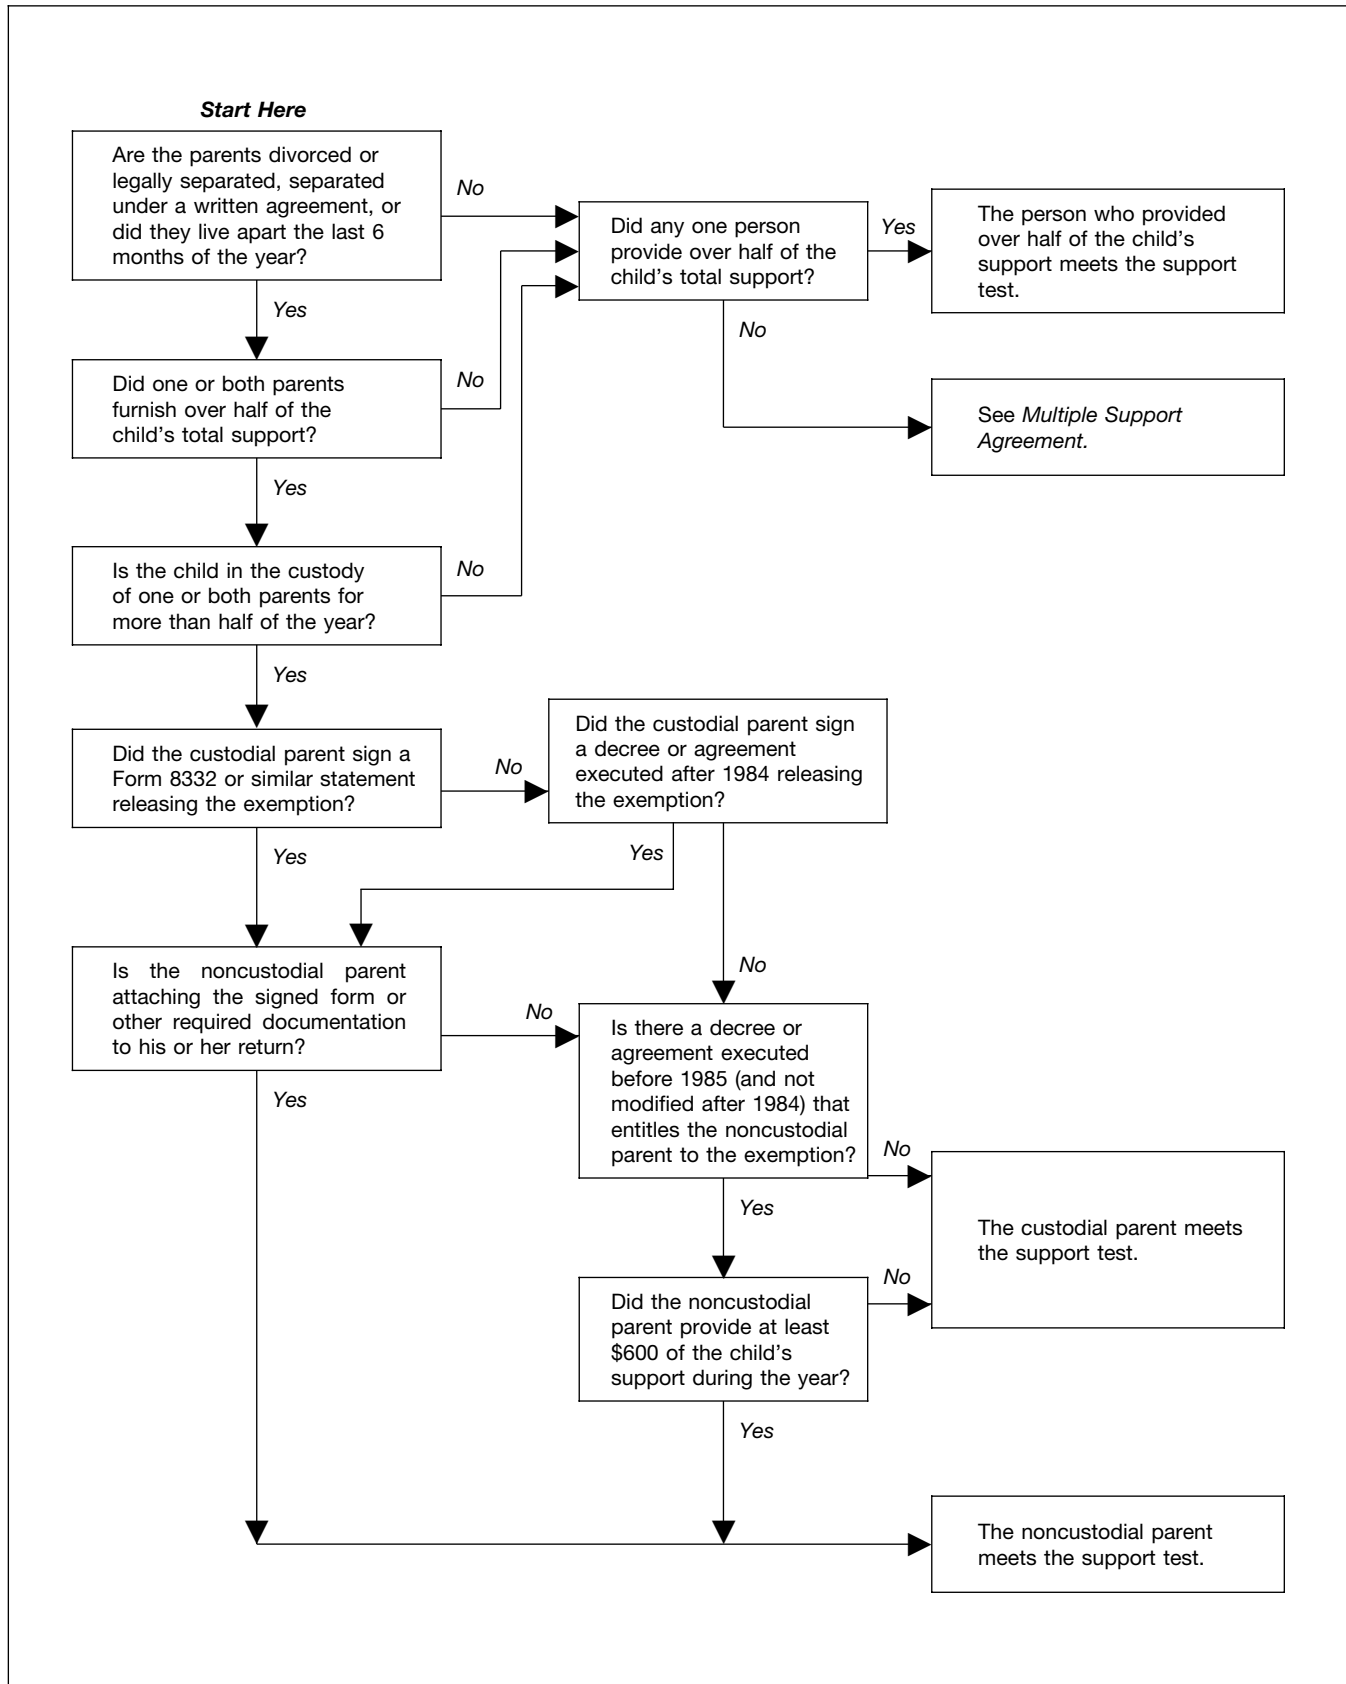 Start Here
Are the parents divorced or
legally separated, separated
under a written agreement, or
did they live apart the last 6
months of the year?
No
Did any one person
provide over half of the
child's total support?
Yes
The person who provided
over half of the child's
support meets the support
test.
Yes
No
Did one or both parents
furnish over half of the
child's total support?
No
See Multiple Support
Agreement.
Yes
Is the child in the custody
of one or both parents for
more than half of the year?
No
Yes
Did the custodial parent sign a
Form 8332 or similar statement
releasing the exemption?
No
Did the custodial parent sign
a decree or agreement
executed after 1984 releasing
the exemption?
Yes
Yes
Is the noncustodial parent
attaching the signed form or
other required documentation
to his or her return?
No
No
Is there a decree or
agreement executed
before 1985 (and not
modified after 1984) that
entitles the noncustodial
parent to the exemption?
Yes
No
The custodial parent meets
the support test.
Yes
No
Did the noncustodial
parent provide at least
$600 of the child's
support during the year?
Yes
The noncustodial parent
meets the support test.